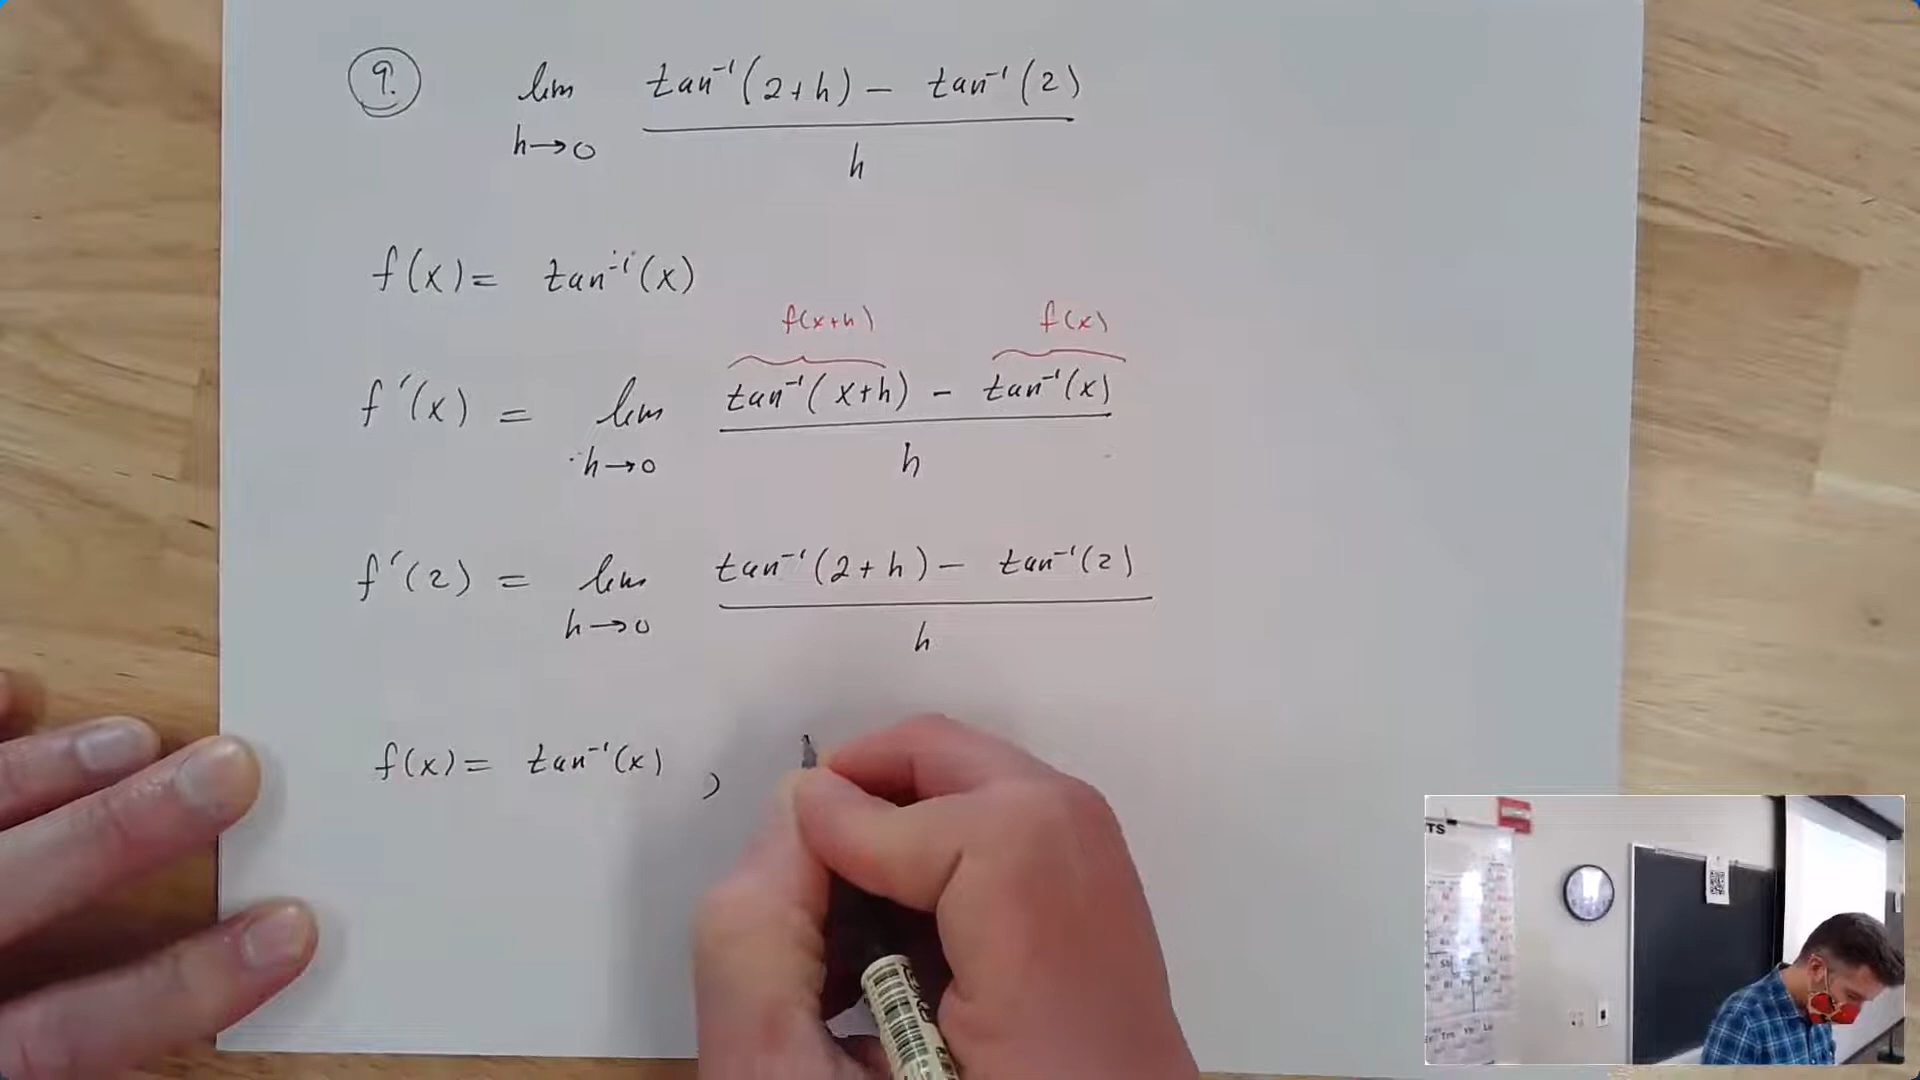 9.
lim tan⁻¹(2+h) − tan⁻¹(2)
h→0 h
f(x) = tan⁻¹(x)
f(x+h) f(x)
f′(x) = lim tan⁻¹(x+h) − tan⁻¹(x)
h→0 h
f′(2) = lim tan⁻¹(2+h) − tan⁻¹(2)
h→0 h
f(x) = tan⁻¹(x) ,
TS